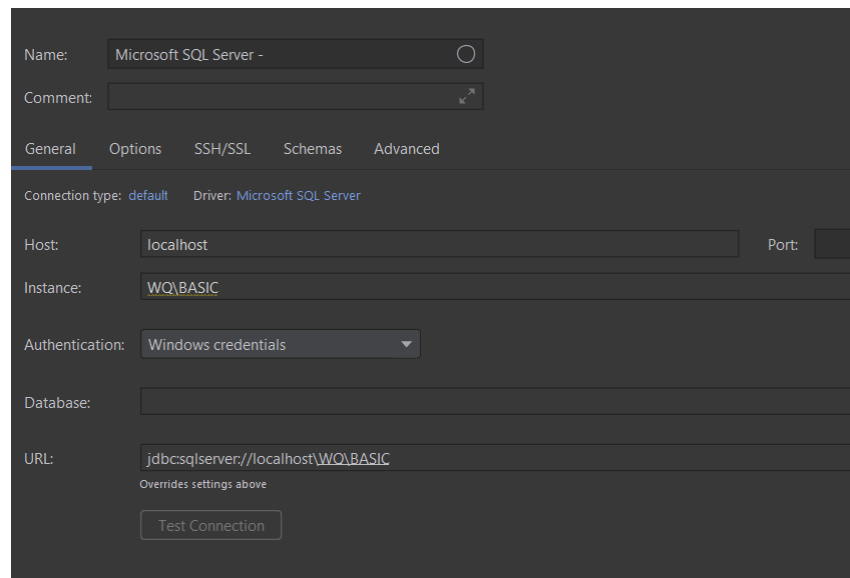 Name: Microsoft SQL Server -
Comment:
General Options SSH/SSL Schemas Advanced
Connection type: default Driver: Microsoft SQL Server
Host: localhost Port:
Instance: WQ\BASIC
Authentication: Windows credentials
Database:
URL: jdbc:sqlserver://localhost\WQ\BASIC
Overrides settings above
Test Connection